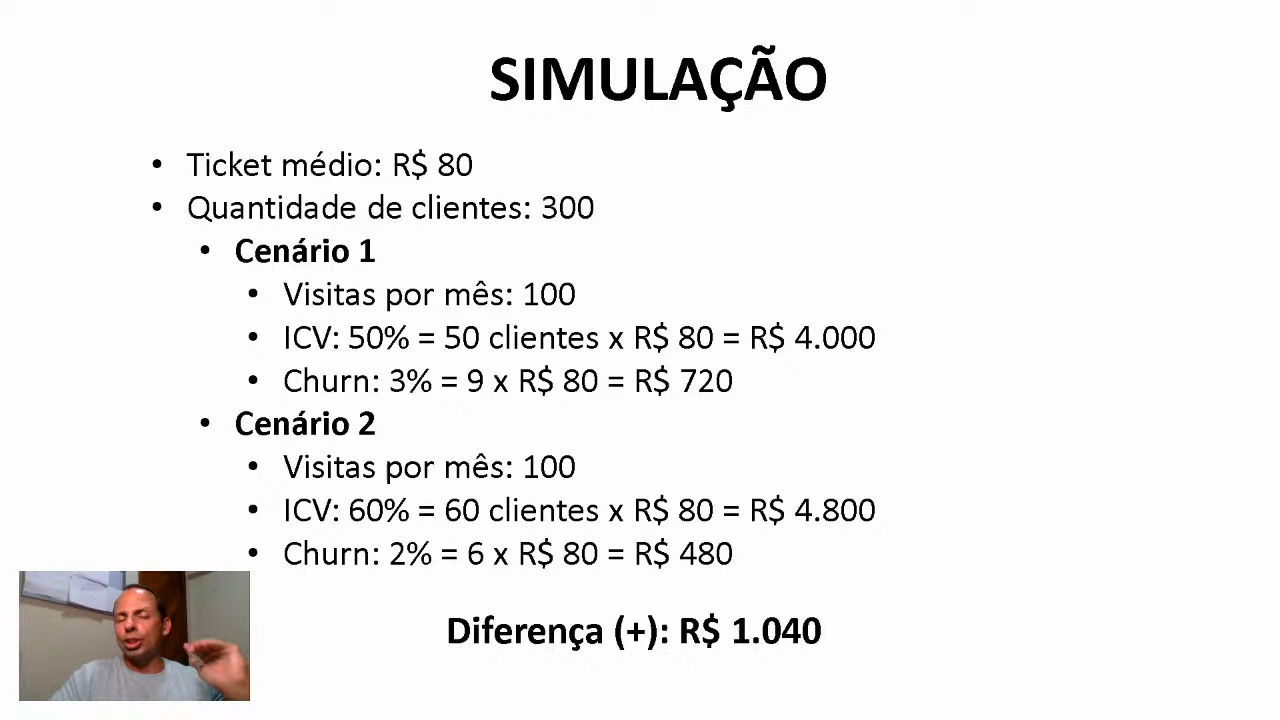 SIMULAÇÃO
• Ticket médio: R$ 80
• Quantidade de clientes: 300
• Cenário 1
• Visitas por mês: 100
• ICV: 50% = 50 clientes x R$ 80 = R$ 4.000
• Churn: 3% = 9 x R$ 80 = R$ 720
• Cenário 2
• Visitas por mês: 100
• ICV: 60% = 60 clientes x R$ 80 = R$ 4.800
• Churn: 2% = 6 x R$ 80 = R$ 480
Diferença (+): R$ 1.040